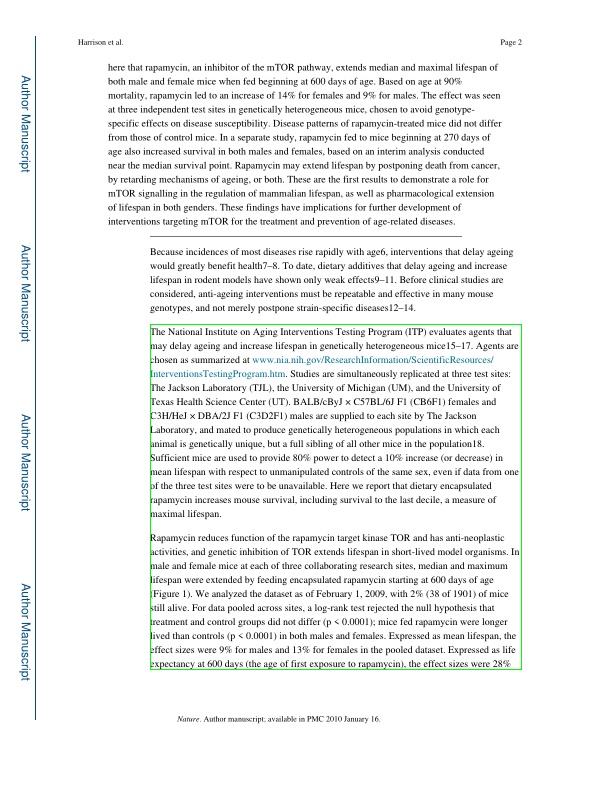 Harrison et al.
Page 2
Author Manuscript
Author Manuscript
Author Manuscript
Author Manuscript
here that rapamycin, an inhibitor of the mTOR pathway, extends median and maximal lifespan of
both male and female mice when fed beginning at 600 days of age. Based on age at 90%
mortality, rapamycin led to an increase of 14% for females and 9% for males. The effect was seen
at three independent test sites in genetically heterogeneous mice, chosen to avoid genotype-
specific effects on disease susceptibility. Disease patterns of rapamycin-treated mice did not differ
from those of control mice. In a separate study, rapamycin fed to mice beginning at 270 days of
age also increased survival in both males and females, based on an interim analysis conducted
near the median survival point. Rapamycin may extend lifespan by postponing death from cancer,
by retarding mechanisms of ageing, or both. These are the first results to demonstrate a role for
mTOR signalling in the regulation of mammalian lifespan, as well as pharmacological extension
of lifespan in both genders. These findings have implications for further development of
interventions targeting mTOR for the treatment and prevention of age-related diseases.
Because incidences of most diseases rise rapidly with age6, interventions that delay ageing
would greatly benefit health7–8. To date, dietary additives that delay ageing and increase
lifespan in rodent models have shown only weak effects9–11. Before clinical studies are
considered, anti-ageing interventions must be repeatable and effective in many mouse
genotypes, and not merely postpone strain-specific diseases12–14.
The National Institute on Aging Interventions Testing Program (ITP) evaluates agents that
may delay ageing and increase lifespan in genetically heterogeneous mice15–17. Agents are
chosen as summarized at www.nia.nih.gov/ResearchInformation/ScientificResources/
InterventionsTestingProgram.htm. Studies are simultaneously replicated at three test sites:
The Jackson Laboratory (TJL), the University of Michigan (UM), and the University of
Texas Health Science Center (UT). BALB/cByJ × C57BL/6J F1 (CB6F1) females and
C3H/HeJ × DBA/2J F1 (C3D2F1) males are supplied to each site by The Jackson
Laboratory, and mated to produce genetically heterogeneous populations in which each
animal is genetically unique, but a full sibling of all other mice in the population18.
Sufficient mice are used to provide 80% power to detect a 10% increase (or decrease) in
mean lifespan with respect to unmanipulated controls of the same sex, even if data from one
of the three test sites were to be unavailable. Here we report that dietary encapsulated
rapamycin increases mouse survival, including survival to the last decile, a measure of
maximal lifespan.
Rapamycin reduces function of the rapamycin target kinase TOR and has anti-neoplastic
activities, and genetic inhibition of TOR extends lifespan in short-lived model organisms. In
male and female mice at each of three collaborating research sites, median and maximum
lifespan were extended by feeding encapsulated rapamycin starting at 600 days of age
(Figure 1). We analyzed the dataset as of February 1, 2009, with 2% (38 of 1901) of mice
still alive. For data pooled across sites, a log-rank test rejected the null hypothesis that
treatment and control groups did not differ (p < 0.0001); mice fed rapamycin were longer
lived than controls (p < 0.0001) in both males and females. Expressed as mean lifespan, the
effect sizes were 9% for males and 13% for females in the pooled dataset. Expressed as life
expectancy at 600 days (the age of first exposure to rapamycin), the effect sizes were 28%
Nature. Author manuscript; available in PMC 2010 January 16.